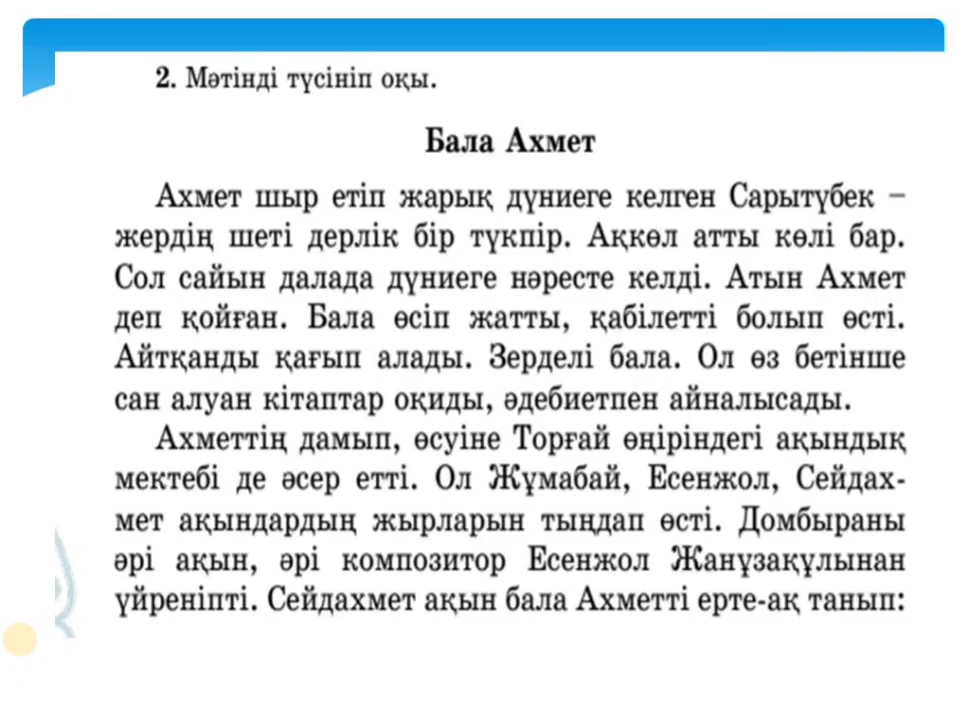 2. Мәтінді түсініп оқы.
Бала Ахмет
Ахмет шыр етіп жарық дүниеге келген Сарытүбек –
жердің шеті дерлік бір түкпір. Ақкөл атты көлі бар.
Сол сайын далада дүниеге нәресте келді. Атын Ахмет
деп қойған. Бала өсіп жатты, қабілетті болып өсті.
Айтқанды қағып алады. Зерделі бала. Ол өз бетінше
сан алуан кітаптар оқиды, әдебиетпен айналысады.
Ахметтің дамып, өсуіне Торғай өңіріндегі ақындық
мектебі де әсер етті. Ол Жұмабай, Есенжол, Сейдах-
мет ақындардың жырларын тыңдап өсті. Домбыраны
әрі ақын, әрі композитор Есенжол Жанұзақұлынан
үйреніпті. Сейдахмет ақын бала Ахметті ерте-ақ танып: